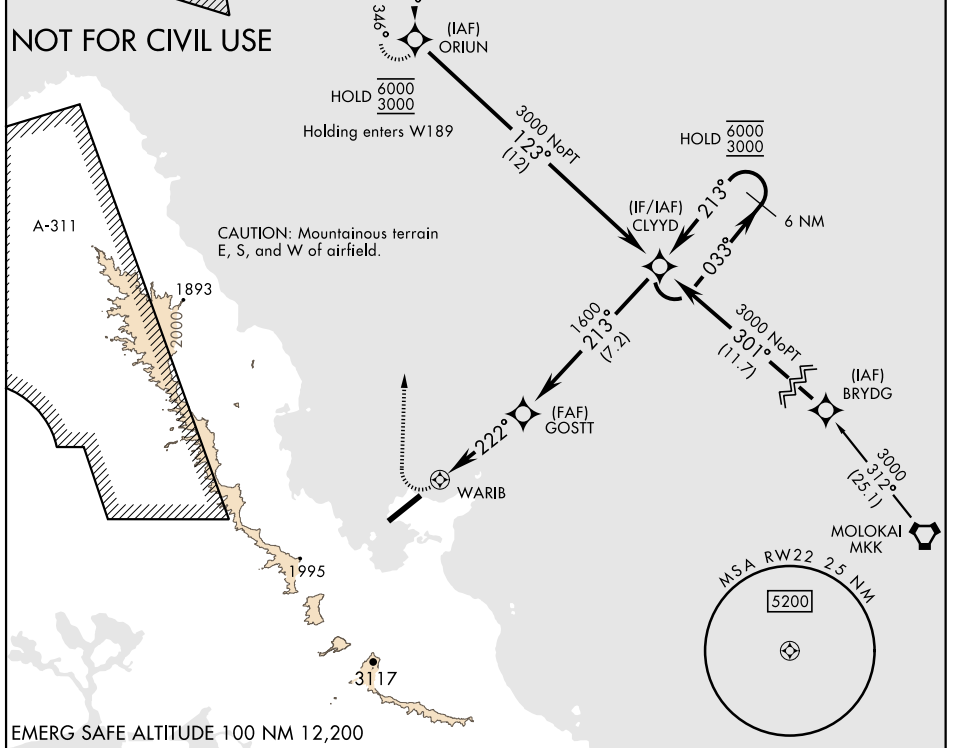 NOT FOR CIVIL USE
346°
(IAF)
ORIUN
HOLD 6000
3000
Holding enters W189
3000 NoPT
123°
(12)
HOLD 6000
3000
213°
(IF/IAF)
CLYYD
6 NM
033°
A-311
CAUTION: Mountainous terrain
E, S, and W of airfield.
1893
2000
1600
213°
(7.2)
3000 NoPT
301°
(11.7)
(IAF)
BRYDG
(FAF)
GOSTT
222°
WARIB
3000
312°
(25.1)
MOLOKAI
MKK
1995
MSA RW22 25 NM
5200
3117
EMERG SAFE ALTITUDE 100 NM 12,200